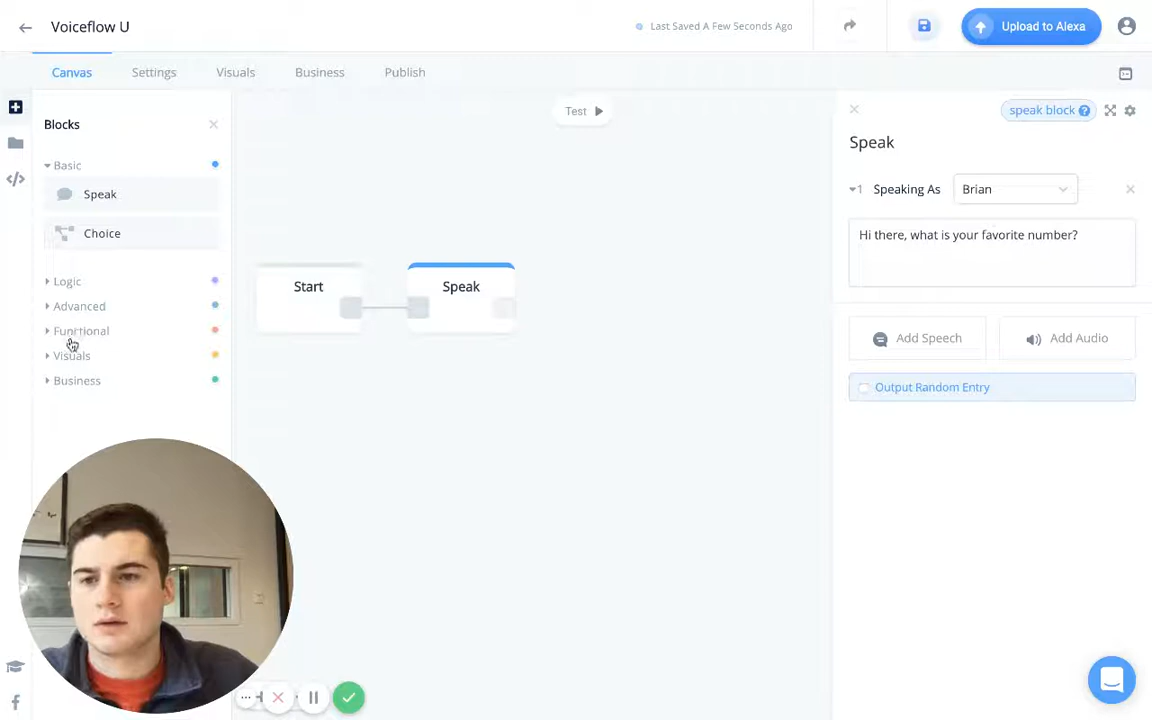 Voiceflow U
Last Saved A Few Seconds Ago
Upload to Alexa
Canvas
Settings
Visuals
Business
Publish
Blocks
Basic
Speak
Choice
Logic
Advanced
Functional
Visuals
Business
Test
Start
Speak
speak block ?
Speak
1 Speaking As Brian
Hi there, what is your favorite number?
Add Speech
Add Audio
Output Random Entry